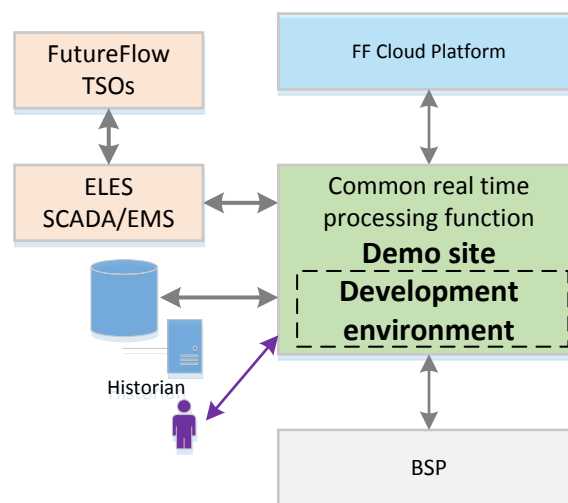 FutureFlow
TSOs
FF Cloud Platform
ELES
SCADA/EMS
Common real time
processing function
Demo site
Development
environment
Historian
BSP